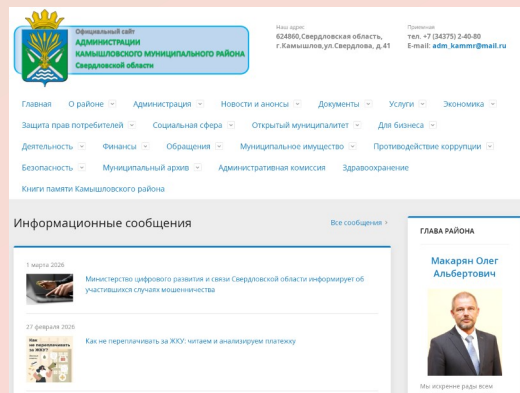 Официальный сайт
АДМИНИСТРАЦИИ
КАМЫШЛОВСКОГО МУНИЦИПАЛЬНОГО РАЙОНА
Свердловской области
Наш адрес
624860,Свердловская область,
г.Камышлов,ул.Свердлова, д.41
Приемная
тел. +7 (34375) 2-40-80
E-mail: adm_kammr@mail.ru
Главная О районе Администрация Новости и анонсы Документы Услуги Экономика
Защита прав потребителей Социальная сфера Открытый муниципалитет Для бизнеса
Деятельность Финансы Обращения Муниципальное имущество Противодействие коррупции
Безопасность Муниципальный архив Административная комиссия Здравоохранение
Книги памяти Камышловского района
Информационные сообщения
Все сообщения
1 марта 2026
Министерство цифрового развития и связи Свердловской области информирует об
участившихся случаях мошенничества
27 февраля 2026
Как не переплачивать за ЖКУ: читаем и анализируем платежку
Как
не переплачивать
за ЖКУ?
ГЛАВА РАЙОНА
Макарян Олег
Альбертович
Мы искренне рады всем